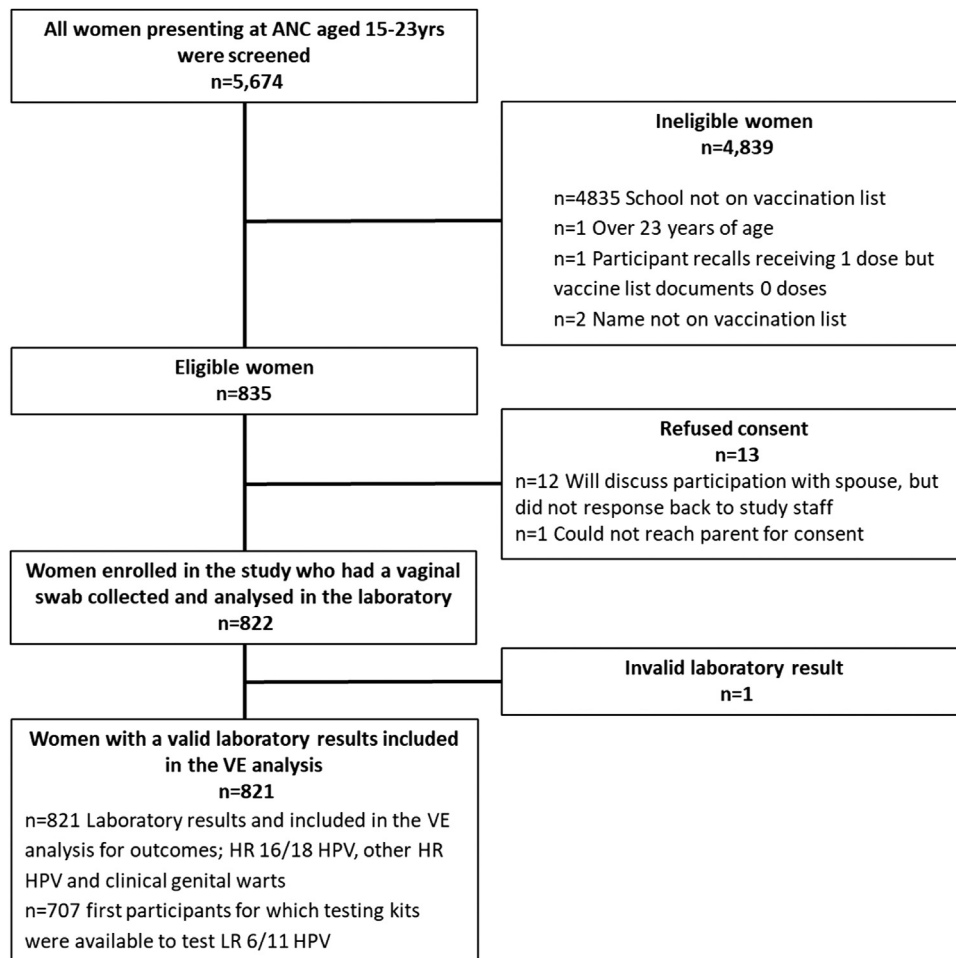 All women presenting at ANC aged 15-23yrs
were screened
n=5,674
Ineligible women
n=4,839
n=4835 School not on vaccination list
n=1 Over 23 years of age
n=1 Participant recalls receiving 1 dose but
vaccine list documents 0 doses
n=2 Name not on vaccination list
Eligible women
n=835
Refused consent
n=13
n=12 Will discuss participation with spouse, but
did not response back to study staff
n=1 Could not reach parent for consent
Women enrolled in the study who had a vaginal
swab collected and analysed in the laboratory
n=822
Invalid laboratory result
n=1
Women with a valid laboratory results included
in the VE analysis
n=821
n=821 Laboratory results and included in the VE
analysis for outcomes; HR 16/18 HPV, other HR
HPV and clinical genital warts
n=707 first participants for which testing kits
were available to test LR 6/11 HPV